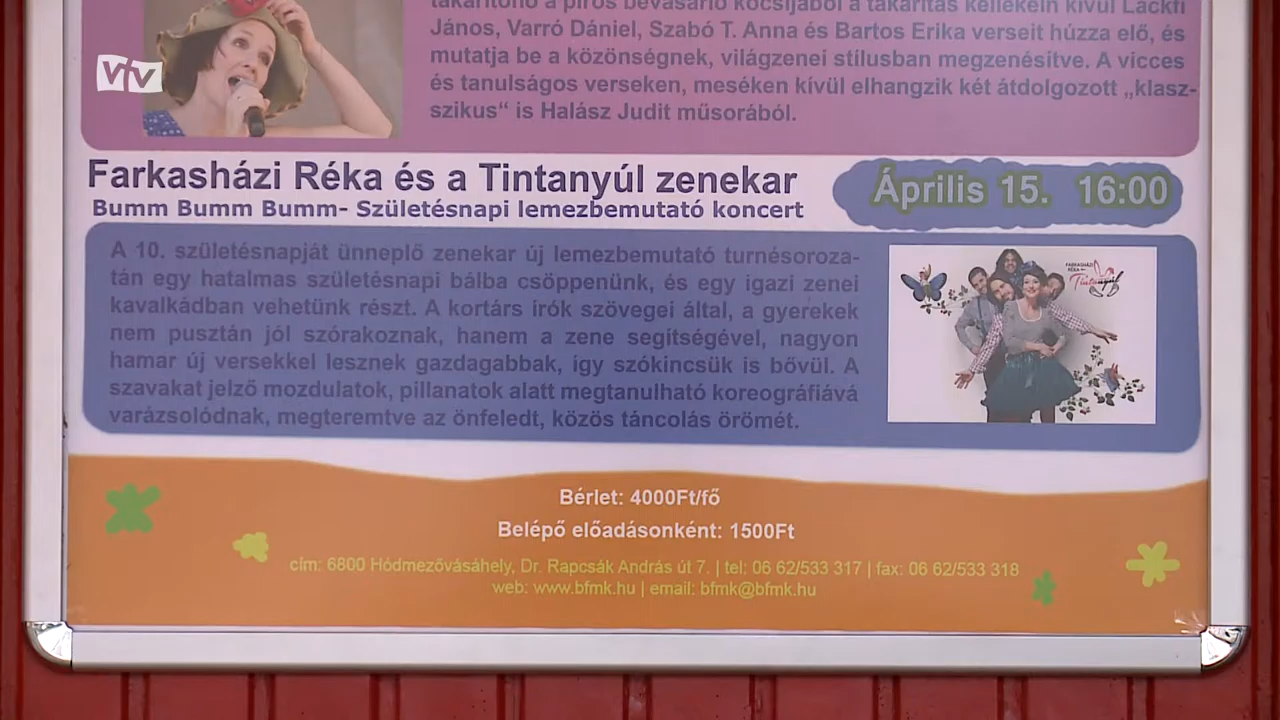 takarítónő a piros bevásárló kocsijából a takarítás kellékein kívül Lackfi
János, Varró Dániel, Szabó T. Anna és Bartos Erika verseit húzza elő, és
mutatja be a közönségnek, világzenei stílusban megzenésítve. A vicces
és tanulságos verseken, meséken kívül elhangzik két átdolgozott „klasz-
szikus“ is Halász Judit műsorából.
VTV
Farkasházi Réka és a Tintanyúl zenekar
Április 15. 16:00
Bumm Bumm Bumm- Születésnapi lemezbemutató koncert
A 10. születésnapját ünneplő zenekar új lemezbemutató turnésoroza-
tán egy hatalmas születésnapi bálba csöppenünk, és egy igazi zenei
kavalkádban vehetünk részt. A kortárs írók szövegei által, a gyerekek
nem pusztán jól szórakoznak, hanem a zene segítségével, nagyon
hamar új versekkel lesznek gazdagabbak, így szókincsük is bővül. A
szavakat jelző mozdulatok, pillanatok alatt megtanulható koreográfiává
varázsolódnak, megteremtve az önfeledt, közös táncolás örömét.
FARKASHÁZI
RÉKA
Tintanyúl
Bérlet: 4000Ft/fő
Belépő előadásonként: 1500Ft
cím: 6800 Hódmezővásáhely, Dr. Rapcsák András út 7. | tel: 06 62/533 317 | fax: 06 62/533 318
web: www.bfmk.hu | email: bfmk@bfmk.hu